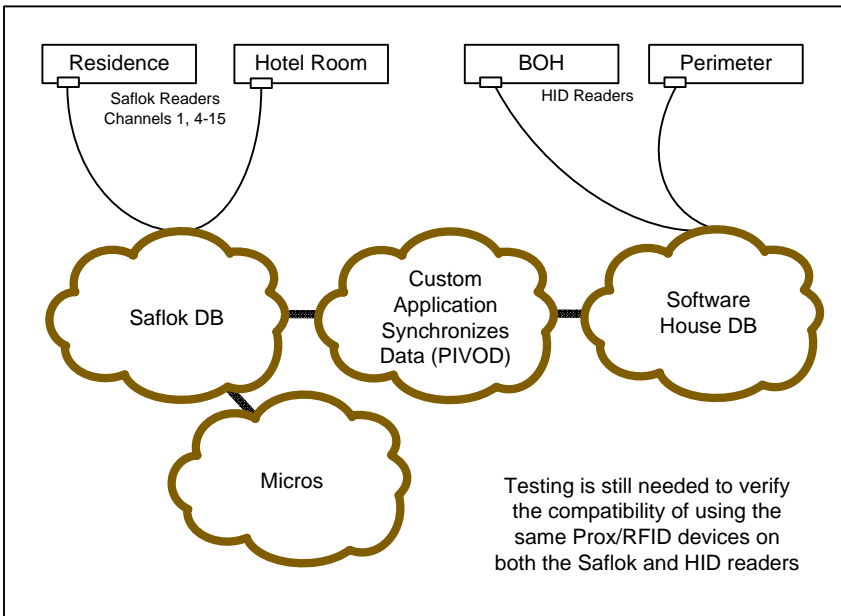 Residence
Hotel Room
BOH
Perimeter
Saflok Readers
Channels 1, 4-15
HID Readers
Saflok DB
Custom
Application
Synchronizes
Data (PIVOD)
Software
House DB
Micros
Testing is still needed to verify
the compatibility of using the
same Prox/RFID devices on
both the Saflok and HID readers